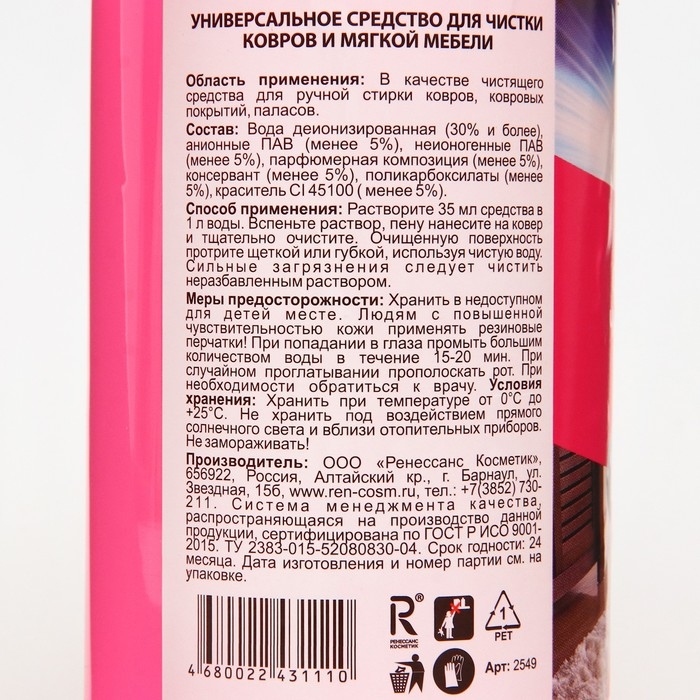 УНИВЕРСАЛЬНОЕ СРЕДСТВО ДЛЯ ЧИСТКИ
КОВРОВ И МЯГКОЙ МЕБЕЛИ
Область применения: В качестве чистящего
средства для ручной стирки ковров, ковровых
покрытий, паласов.
Состав: Вода деионизированная (30% и более),
анионные ПАВ (менее 5%), неионогенные ПАВ
(менее 5%), парфюмерная композиция (менее 5%),
консервант (менее 5%), поликарбоксилаты (менее
5%), краситель CI 45100 ( менее 5%).
Способ применения: Растворите 35 мл средства в
1 л воды. Вспеньте раствор, пену нанесите на ковер
и тщательно очистите. Очищенную поверхность
протрите щеткой или губкой, используя чистую воду.
Сильные загрязнения следует чистить
неразбавленным раствором.
Меры предосторожности: Хранить в недоступном
для детей месте. Людям с повышенной
чувствительностью кожи применять резиновые
перчатки! При попадании в глаза промыть большим
количеством воды в течение 15-20 мин. При
случайном проглатывании прополоскать рот. При
необходимости обратиться к врачу. Условия
хранения: Хранить при температуре от 0°C до
+25°C. Не хранить под воздействием прямого
солнечного света и вблизи отопительных приборов.
Не замораживать!
Производитель: ООО «Ренессанс Косметик»,
656922, Россия, Алтайский кр., г. Барнаул, ул.
Звездная, 15б, www.ren-cosm.ru, тел.: +7(3852) 730-
211. Система менеджмента качества,
распространяющаяся на производство данной
продукции, сертифицирована по ГОСТ Р ИСО 9001-
2015. ТУ 2383-015-52080830-04. Срок годности: 24
месяца. Дата изготовления и номер партии см. на
упаковке.
4 680022 431110
R®
РЕНЕССАНС
КОСМЕТИК
1
PET
Арт: 2549